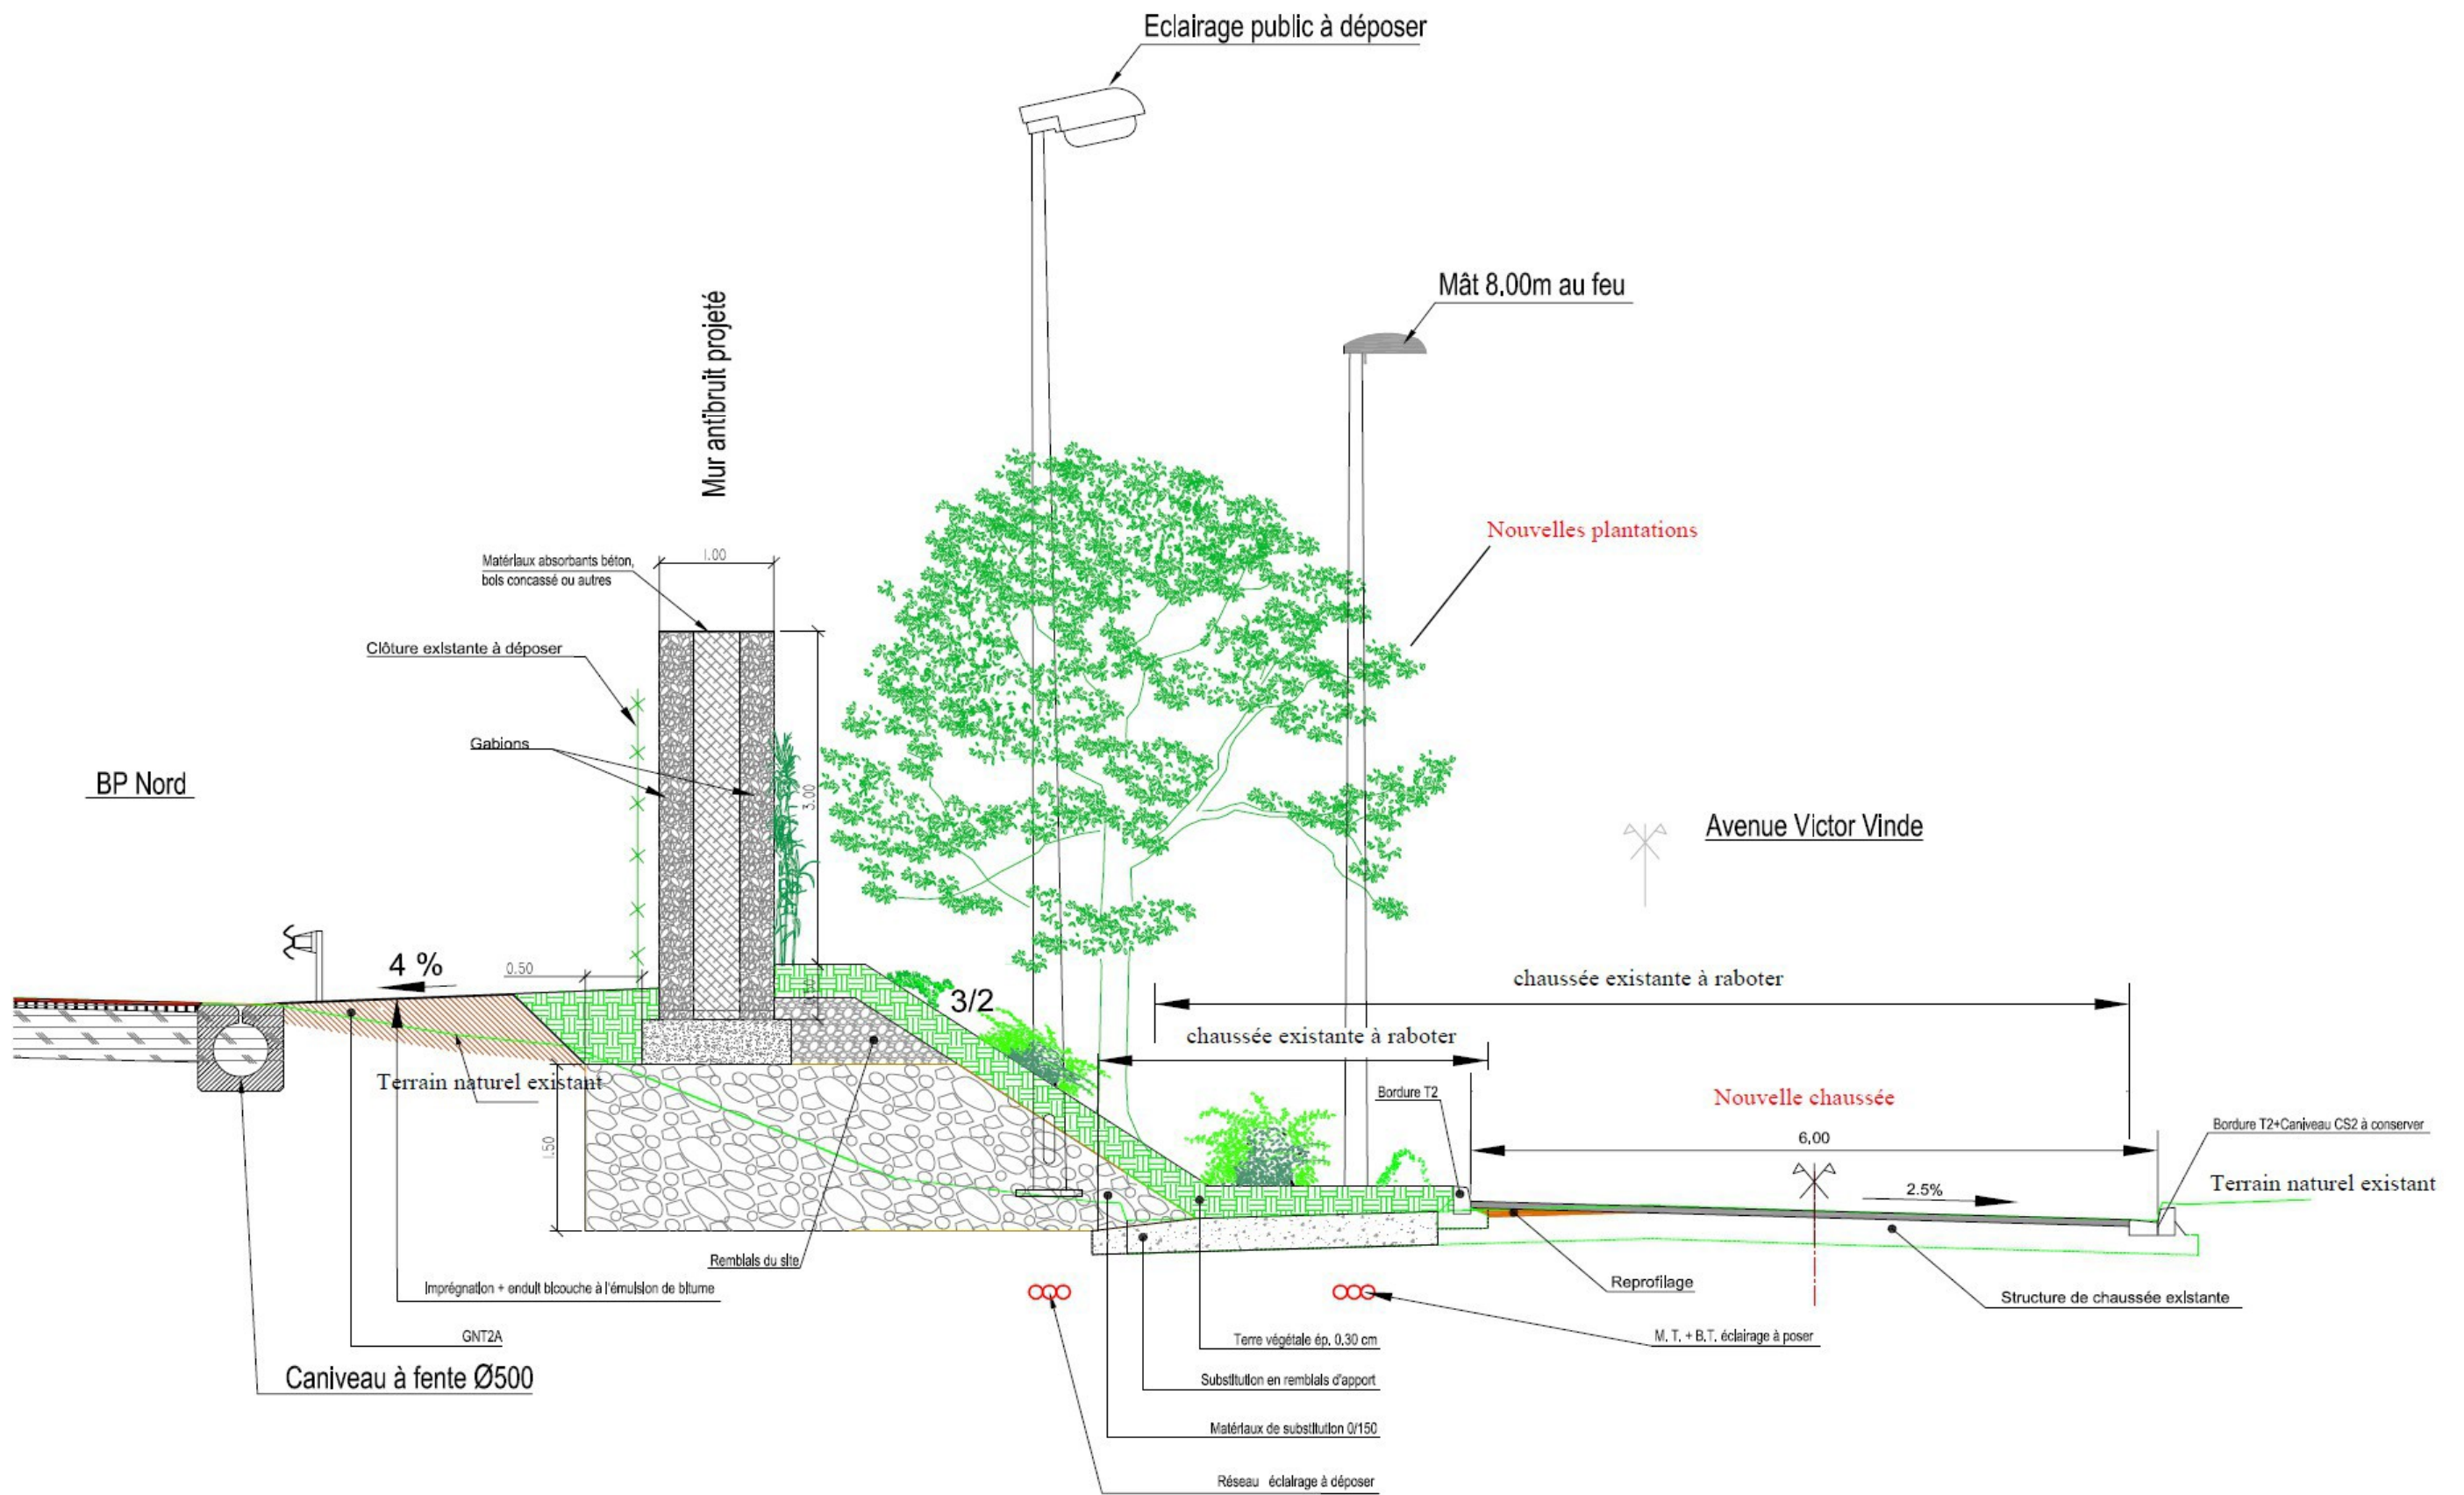 Eclairage public à déposer
Mât 8,00m au feu
Mur antibruit projeté
Nouvelles plantations
1.00
Matériaux absorbants béton,
bois concassé ou autres
Clôture existante à déposer
Gabions
3.00
BP Nord
Avenue Victor Vinde
4 %
0.50
0.50
3/2
chaussée existante à raboter
chaussée existante à raboter
Terrain naturel existant
Bordure T2
Nouvelle chaussée
6,00
Bordure T2+Caniveau CS2 à conserver
1.50
2.5%
Terrain naturel existant
Remblais du site
Imprégnation + enduit bicouche à l'émulsion de bitume
Reprofilage
Structure de chaussée existante
GNT2A
Terre végétale ép. 0.30 cm
M. T. + B.T. éclairage à poser
Caniveau à fente Ø500
Substitution en remblais d'apport
Matériaux de substitution 0/150
Réseau éclairage à déposer